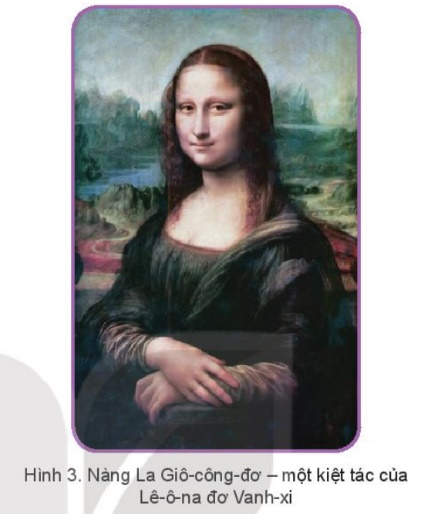 Hình 3. Nàng La Giô-công-đơ – một kiệt tác của
Lê-ô-na đơ Vanh-xi